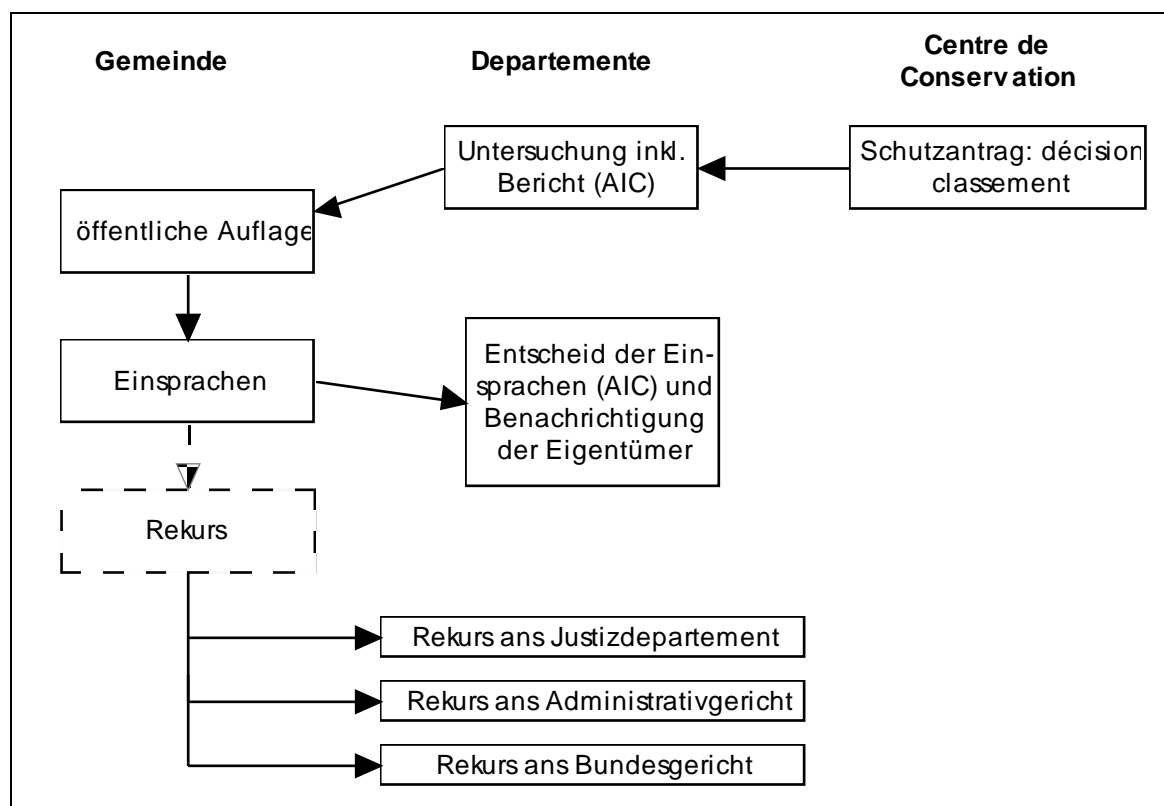 Gemeinde
Departemente
Centre de
Conservation
Untersuchung inkl.
Bericht (AIC)
Schutzantrag: décision
classement
öffentliche Auflage
Einsprachen
Entscheid der Ein-
sprachen (AIC) und
Benachrichtigung
der Eigentümer
Rekurs
Rekurs ans Justizdepartement
Rekurs ans Administrativgericht
Rekurs ans Bundesgericht